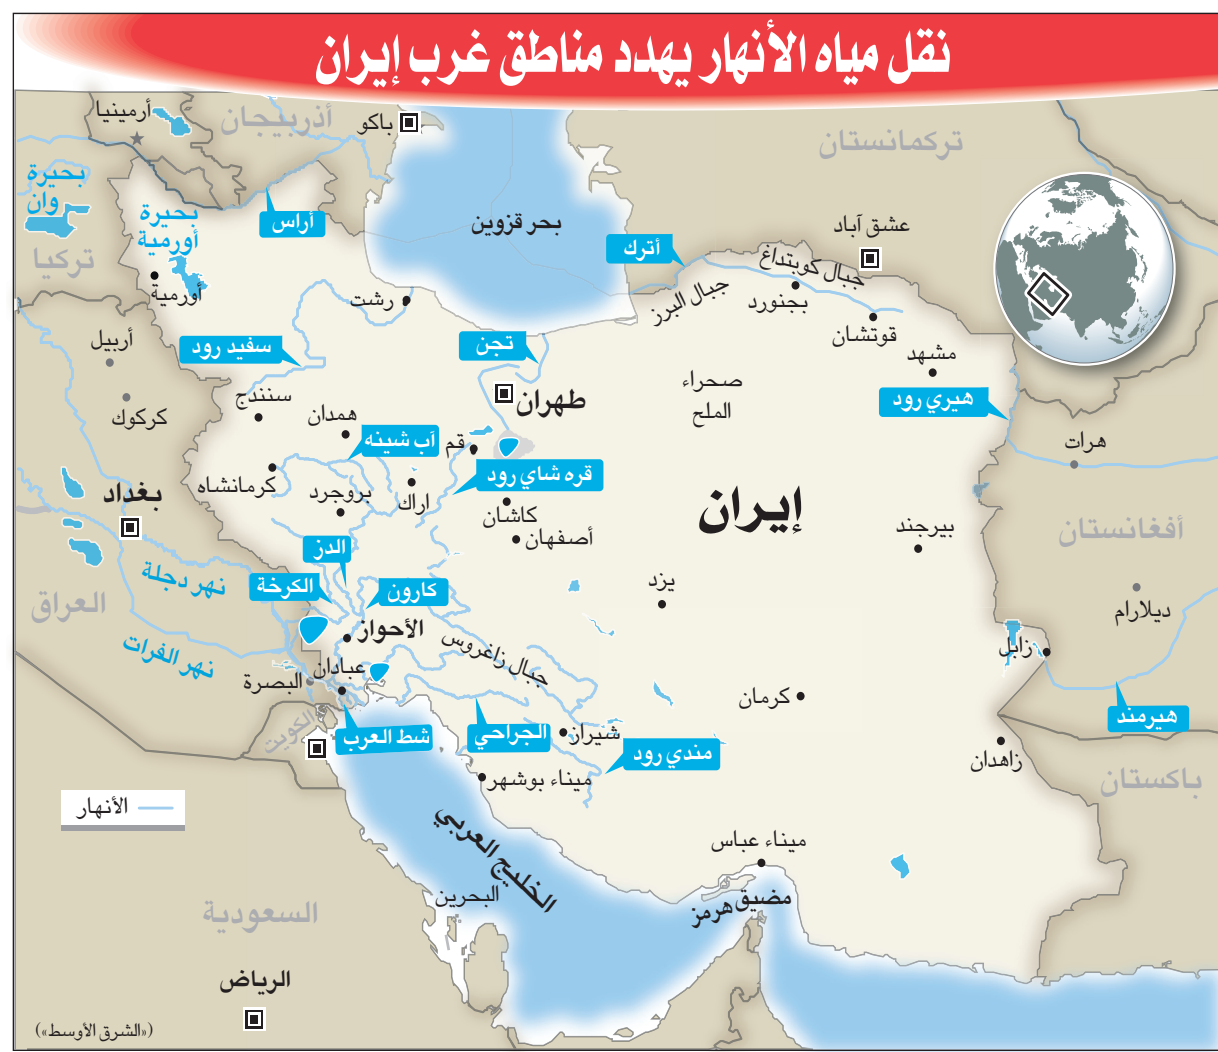 نقل مياه الأنهار يهدد مناطق غرب إيران
أرمينيا
أذربيجان
باكو
تركمانستان
بحيرة
وان
بحيرة
أورمية
أراس
بحر قزوين
عشق آباد
أترك
جبال كوبتداغ
تركيا
أورمية
رشت
جبال البرز
بجنورد
قوتشان
أربيل
سفيد رود
تجن
مشهد
صحراء
الملح
سنندج
طهران
هيري رود
كركوك
همدان
آب شينه
قم
هرات
كرمانشاه
بروجرد
اراك
قره شاي رود
بغداد
كاشان
إيران
أصفهان
بيرجند
أفغانستان
الدز
نهر دجلة
الكرخة
كارون
يزد
العراق
ديلارام
الأحواز
نهر الفرات
جبال زاغروس
زابل
عبادان
البصرة
كرمان
هيرمند
الكويت
شط العرب
الجراحي
شيراز
مندي رود
زاهدان
ميناء بوشهر
باكستان
الأنهار
الخليج العربي
ميناء عباس
البحرين
مضيق هرمز
السعودية
الرياض
(«الشرق الأوسط»)